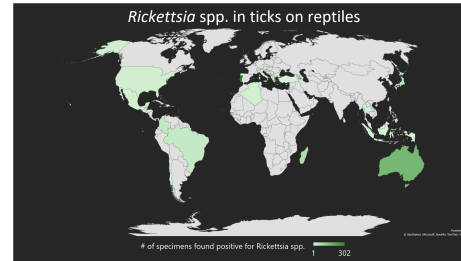 Rickettsia spp. in ticks on reptiles
# of specimens found positive for Rickettsia spp.
1 302